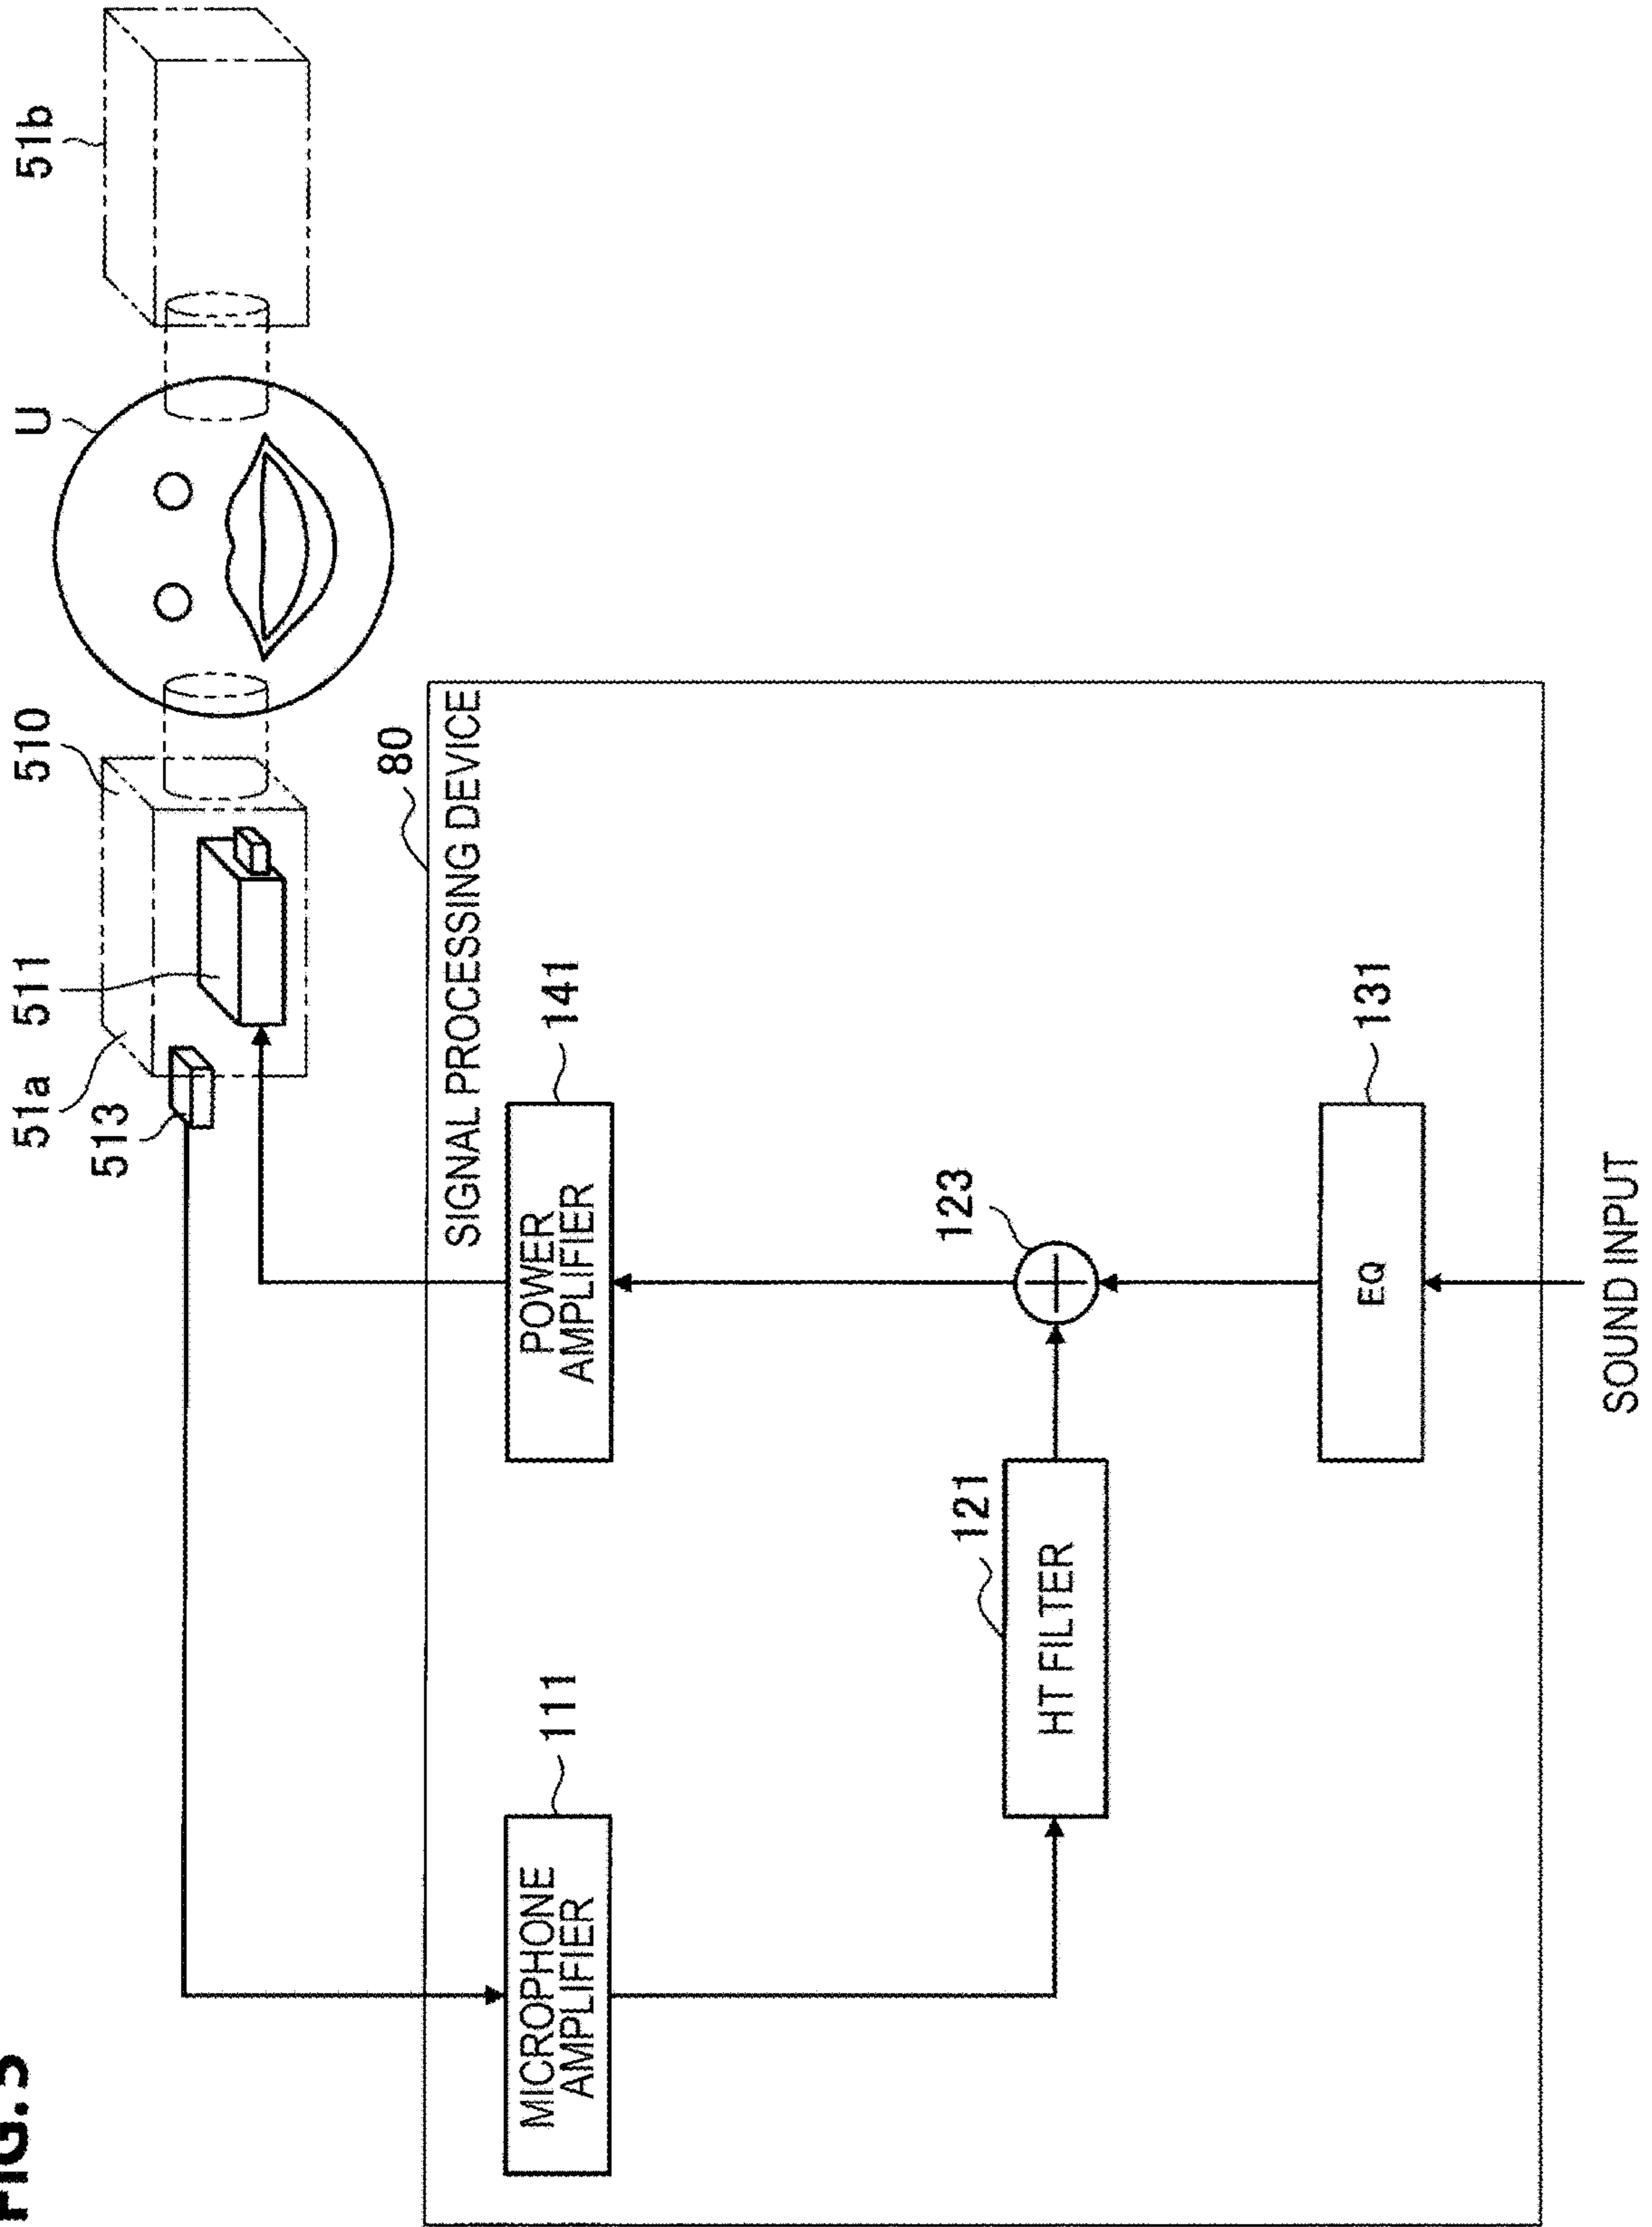 FIG.
51a 511 510 U 51b
513
80
SIGNAL PROCESSING DEVICE
111 141
MICROPHONE
AMPLIFIER
POWER
AMPLIFIER
121 123
HT FILTER
131
EQ
SOUND INPUT